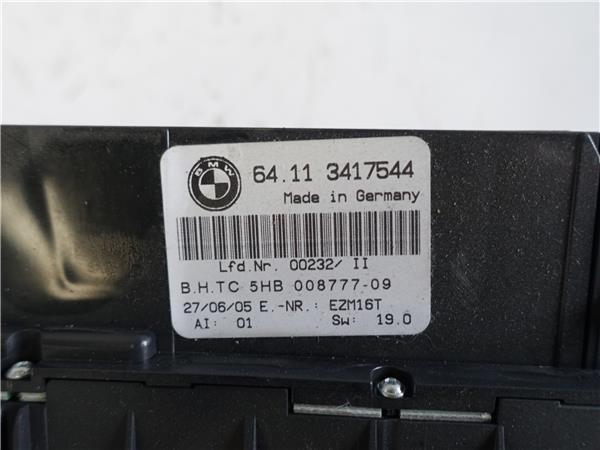 BMW
64.11 3417544
Made in Germany
Lfd.Nr. 00232/ II
B.H.TC 5HB 008777-09
27/06/05 E.-NR.: EZM16T
AI: 01 SW: 19.0